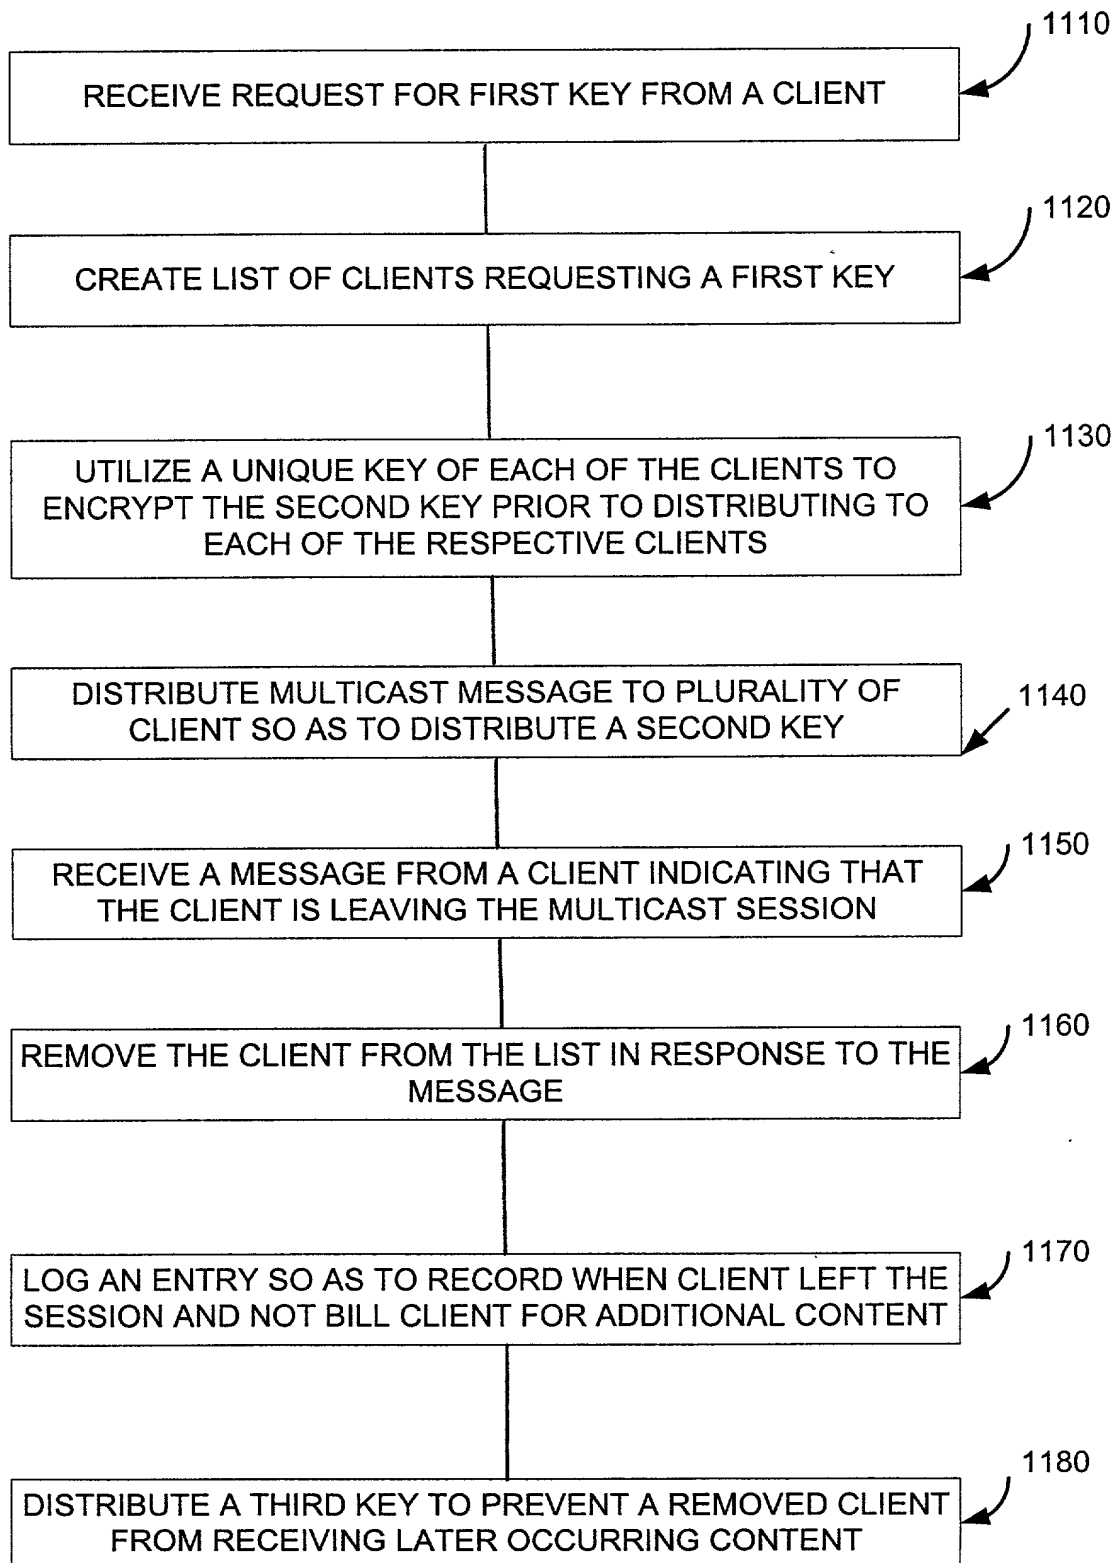 1110
RECEIVE REQUEST FOR FIRST KEY FROM A CLIENT
1120
CREATE LIST OF CLIENTS REQUESTING A FIRST KEY
1130
UTILIZE A UNIQUE KEY OF EACH OF THE CLIENTS TO
ENCRYPT THE SECOND KEY PRIOR TO DISTRIBUTING TO
EACH OF THE RESPECTIVE CLIENTS
1140
DISTRIBUTE MULTICAST MESSAGE TO PLURALITY OF
CLIENT SO AS TO DISTRIBUTE A SECOND KEY
1150
RECEIVE A MESSAGE FROM A CLIENT INDICATING THAT
THE CLIENT IS LEAVING THE MULTICAST SESSION
1160
REMOVE THE CLIENT FROM THE LIST IN RESPONSE TO THE
MESSAGE
1170
LOG AN ENTRY SO AS TO RECORD WHEN CLIENT LEFT THE
SESSION AND NOT BILL CLIENT FOR ADDITIONAL CONTENT
1180
DISTRIBUTE A THIRD KEY TO PREVENT A REMOVED CLIENT
FROM RECEIVING LATER OCCURRING CONTENT